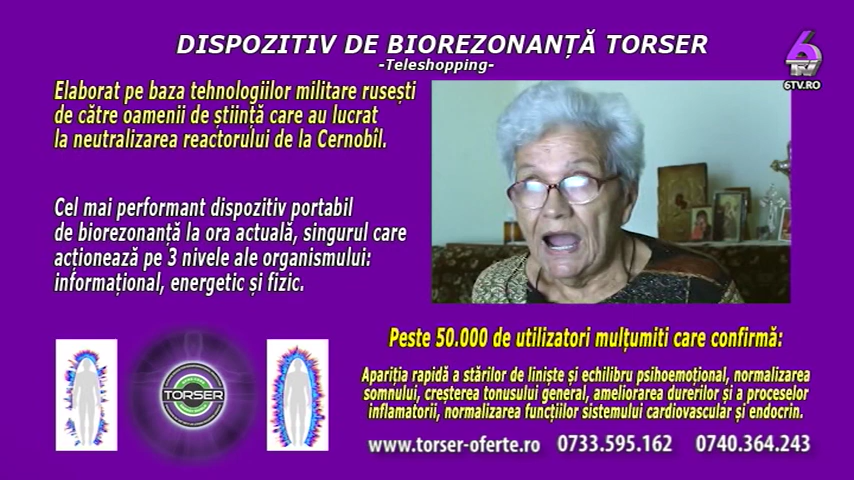 DISPOZITIV DE BIOREZONANȚĂ TORSER
-Teleshopping-
6
TV
6TV.RO
Elaborat pe baza tehnologiilor militare rusești
de către oamenii de știință care au lucrat
la neutralizarea reactorului de la Cernobîl.
Cel mai performant dispozitiv portabil
de biorezonanță la ora actuală, singurul care
acționează pe 3 nivele ale organismului:
informațional, energetic și fizic.
TORSER
Peste 50.000 de utilizatori mulțumiti care confirmă:
Apariția rapidă a stărilor de liniște și echilibru psihoemoțional, normalizarea
somnului, creșterea tonusului general, ameliorarea durerilor și a proceselor
inflamatorii, normalizarea funcțiilor sistemului cardiovascular și endocrin.
www.torser-oferte.ro 0733.595.162 0740.364.243